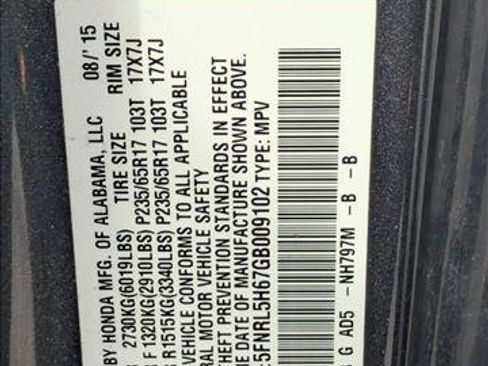 BY HONDA MFG. OF ALABAMA, LLC 08/'15
TIRE SIZE RIM SIZE
2730KG(6019LBS)
F 1320KG(2910LBS) P235/65R17 103T 17X7J
R 1515KG(3340LBS) P235/65R17 103T 17X7J
VEHICLE CONFORMS TO ALL APPLICABLE
RAL MOTOR VEHICLE SAFETY
THEFT PREVENTION STANDARDS IN EFFECT
HE DATE OF MANUFACTURE SHOWN ABOVE.
:5FNRL5H67GB009102 TYPE: MPV
G AD5 -NH797M - B - B